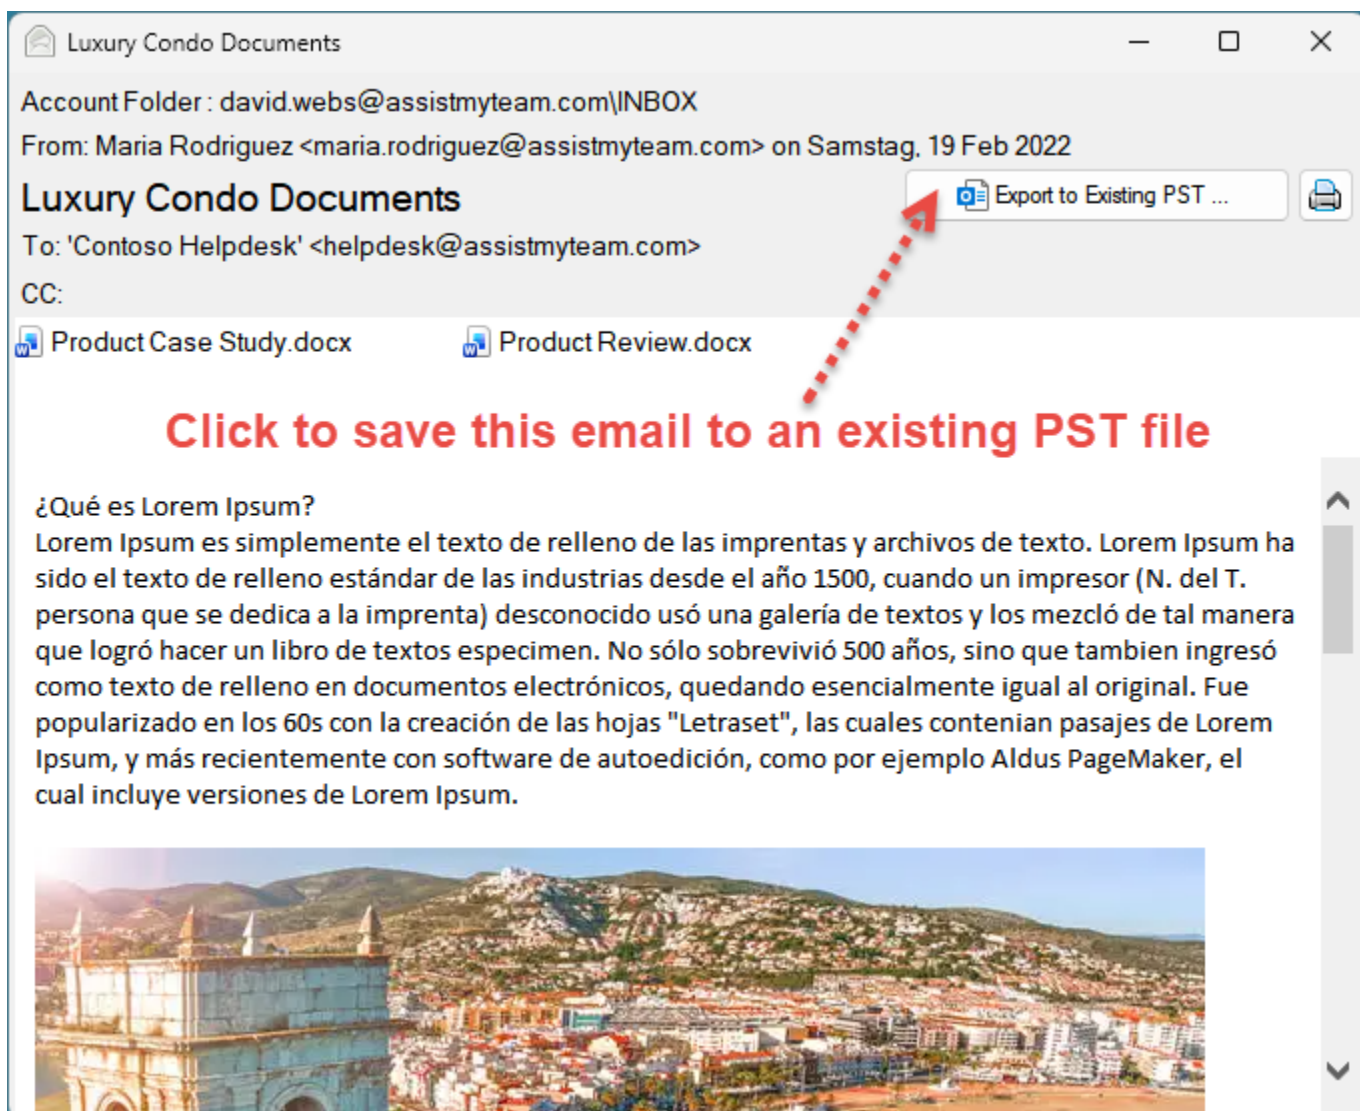 Luxury Condo Documents
Account Folder : david.webs@assistmyteam.com\INBOX
From: Maria Rodriguez <maria.rodriguez@assistmyteam.com> on Samstag, 19 Feb 2022
Luxury Condo Documents
Export to Existing PST ...
To: 'Contoso Helpdesk' <helpdesk@assistmyteam.com>
CC:
Product Case Study.docx
Product Review.docx
Click to save this email to an existing PST file
¿Qué es Lorem Ipsum?
Lorem Ipsum es simplemente el texto de relleno de las imprentas y archivos de texto. Lorem Ipsum ha
sido el texto de relleno estándar de las industrias desde el año 1500, cuando un impresor (N. del T.
persona que se dedica a la imprenta) desconocido usó una galería de textos y los mezcló de tal manera
que logró hacer un libro de textos especimen. No sólo sobrevivió 500 años, sino que tambien ingresó
como texto de relleno en documentos electrónicos, quedando esencialmente igual al original. Fue
popularizado en los 60s con la creación de las hojas "Letraset", las cuales contenian pasajes de Lorem
Ipsum, y más recientemente con software de autoedición, como por ejemplo Aldus PageMaker, el
cual incluye versiones de Lorem Ipsum.